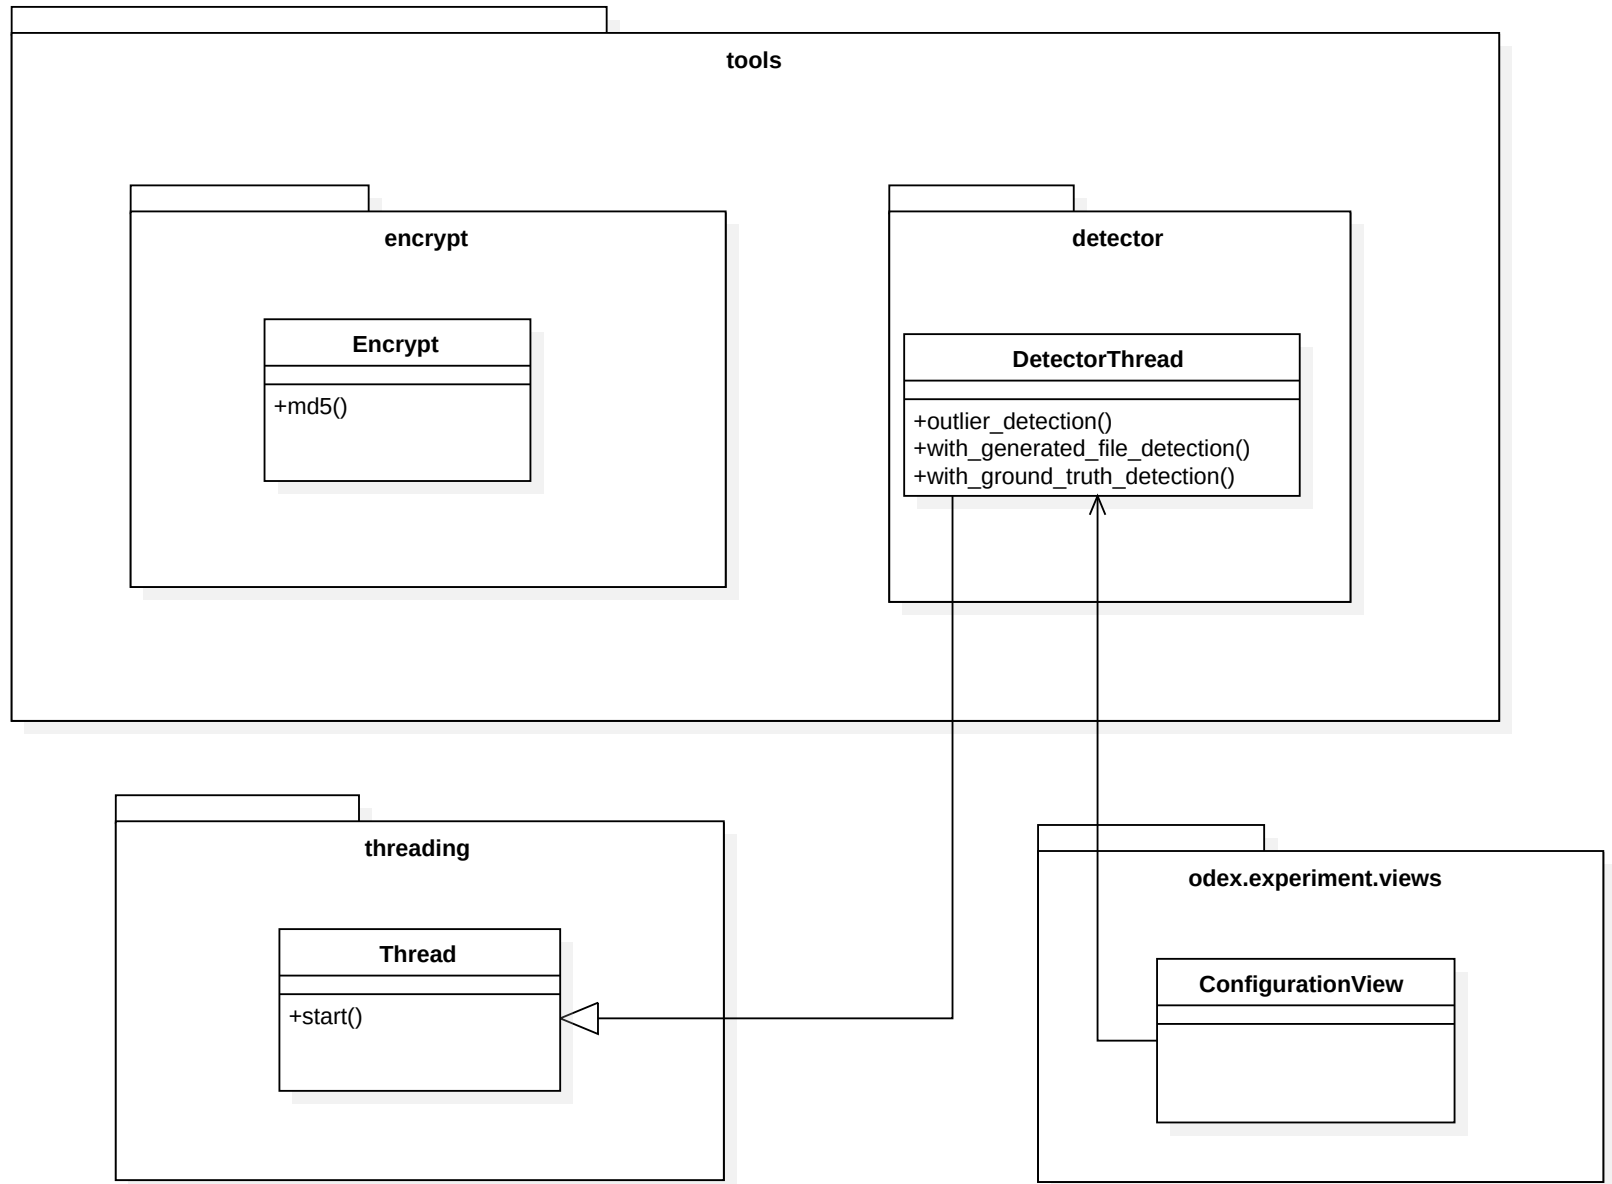 tools
encrypt
Encrypt
+md5()
detector
DetectorThread
+outlier_detection()
+with_generated_file_detection()
+with_ground_truth_detection()
threading
Thread
+start()
odex.experiment.views
ConfigurationView